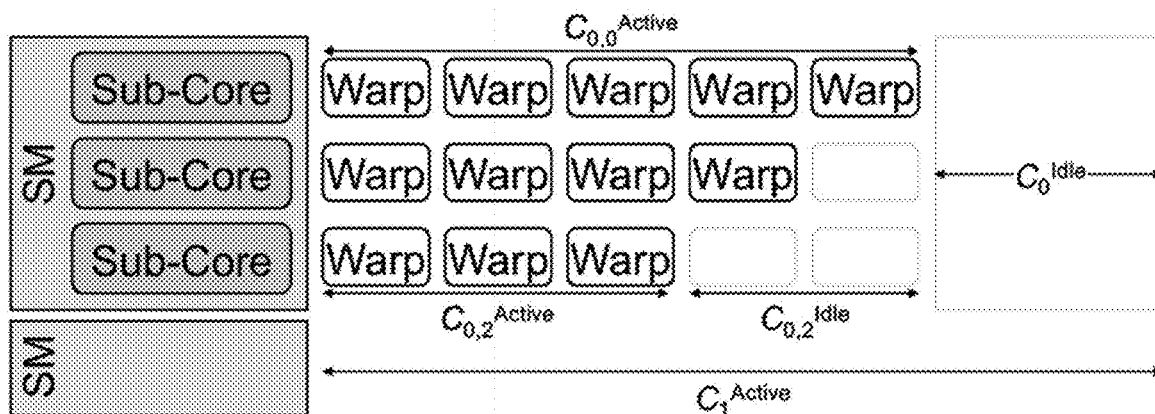 C0,0Active
SM
Sub-Core Warp Warp Warp Warp Warp
Sub-Core Warp Warp Warp Warp
C0Idle
Sub-Core Warp Warp Warp
C0,2Active C0,2Idle
SM
C1Active